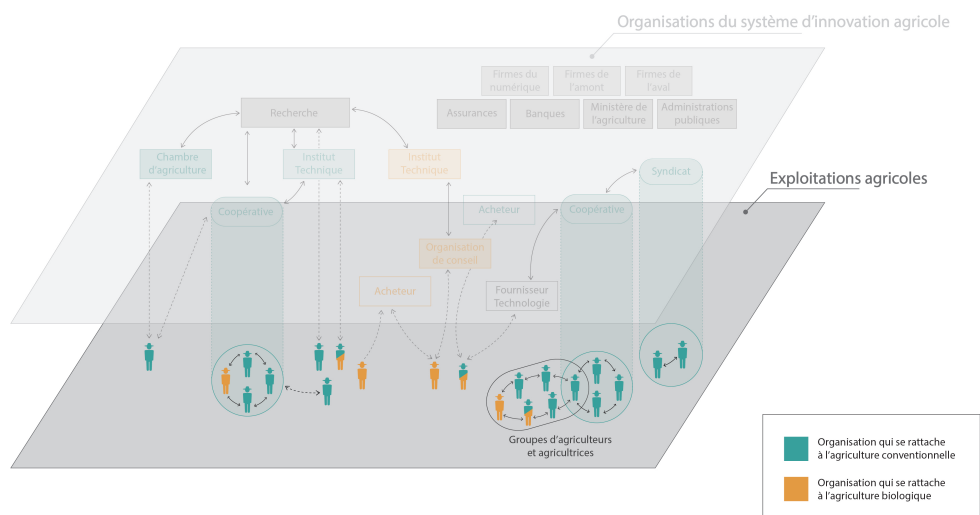 Organisations du système d'innovation agricole
Firmes du
numérique
Firmes de
l'amont
Firmes de
l'aval
Assurances
Banques
Ministère de
l'agriculture
Administrations
publiques
Recherche
Chambre
d'agriculture
Institut
Technique
Institut
Technique
Syndicat
Exploitations agricoles
Coopérative
Acheteur
Coopérative
Organisation
de conseil
Acheteur
Fournisseur
Technologie
Groupes d'agriculteurs
et agricultrices
Organisation qui se rattache
à l'agriculture conventionnelle
Organisation qui se rattache
à l'agriculture biologique